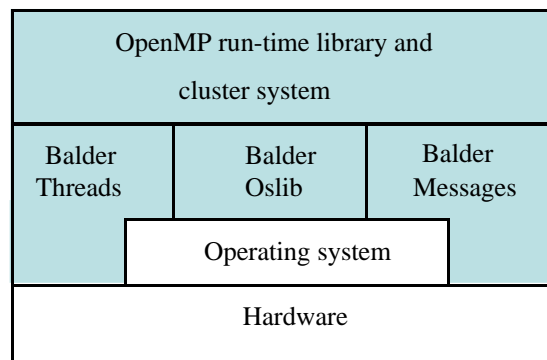 OpenMP run-time library and
cluster system
Balder
Threads
Balder
Oslib
Balder
Messages
Operating system
Hardware